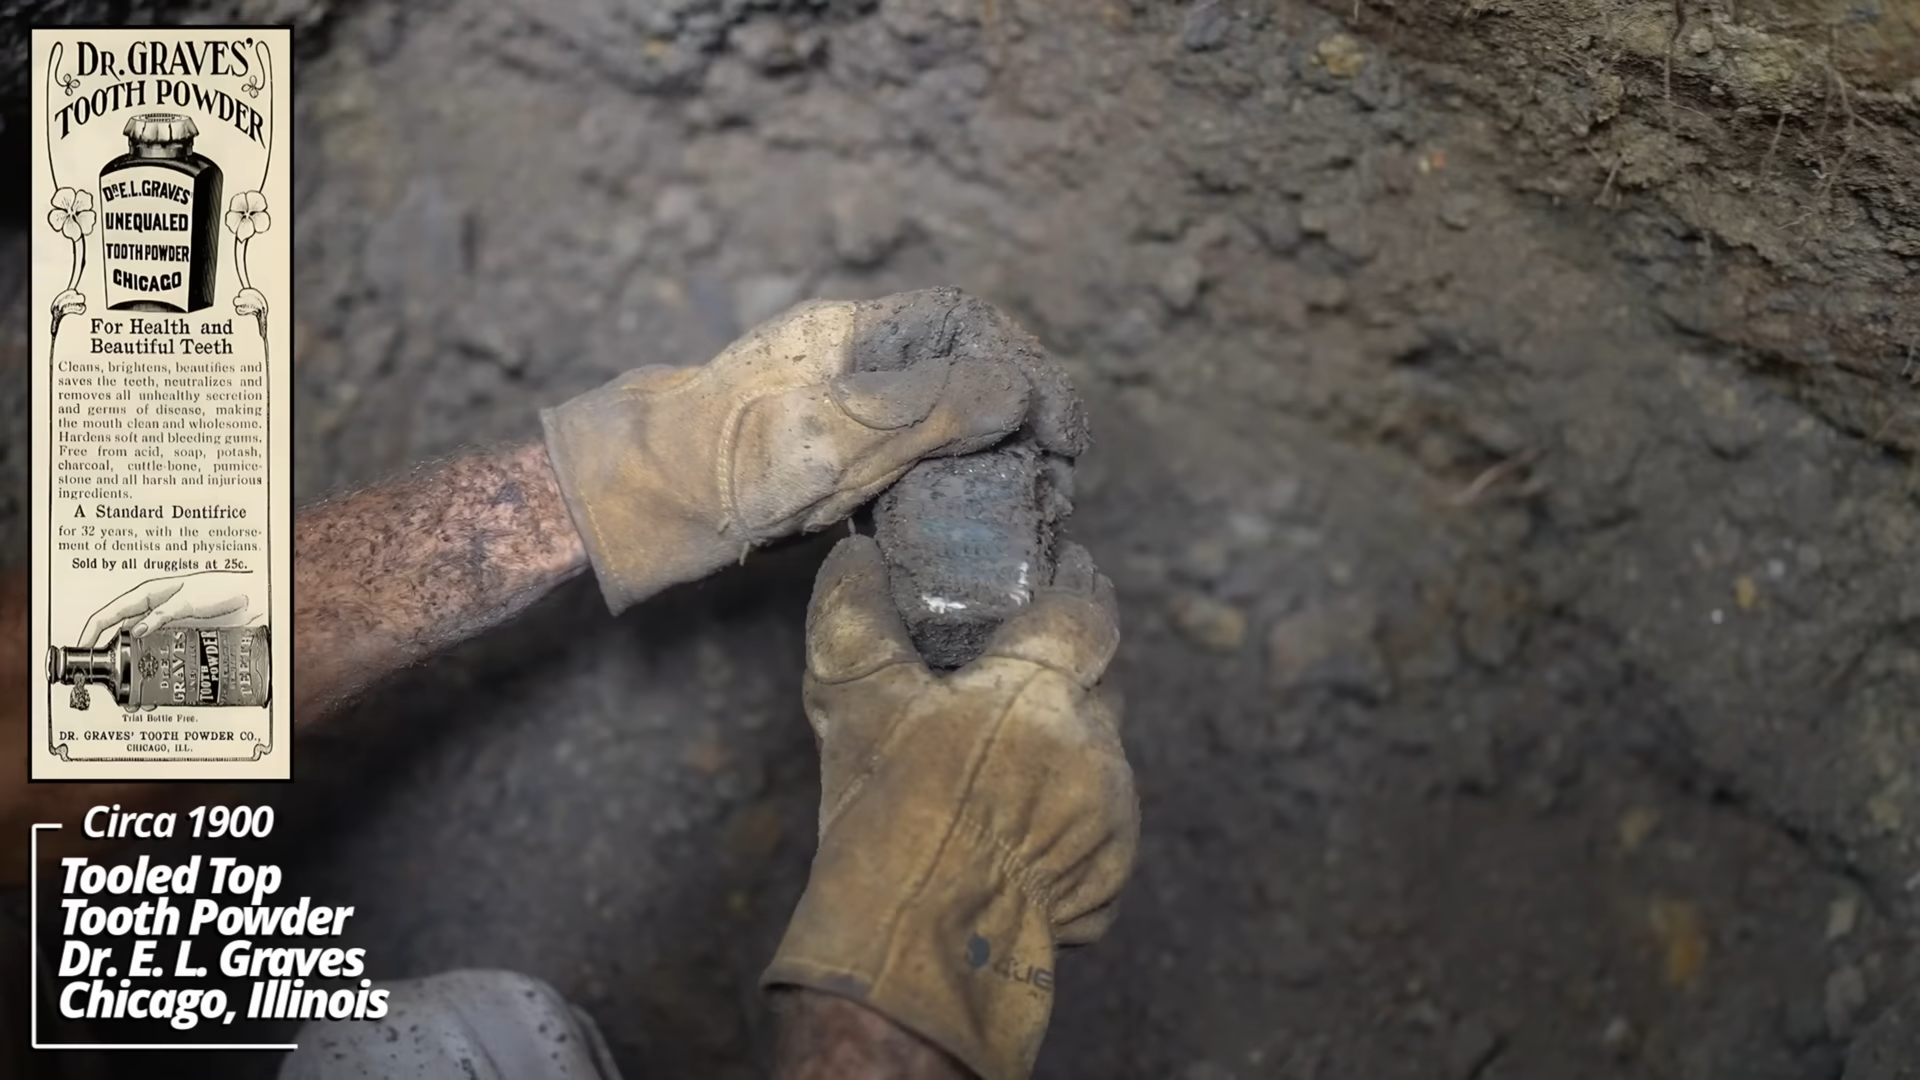 DR. GRAVES'
TOOTH POWDER
DR. E.L. GRAVES'
UNEQUALED
TOOTH POWDER
CHICAGO
For Health and
Beautiful Teeth
Cleans, brightens, beautifies and
saves the teeth, neutralizes and
removes all unhealthy secretion
and germs of disease, making
the mouth clean and wholesome.
Hardens soft and bleeding gums.
Free from acid, soap, potash,
charcoal, cuttle-bone, pumice-
stone and all harsh and injurious
ingredients.
A Standard Dentifrice
for 32 years, with the endorse-
ment of dentists and physicians.
Sold by all druggists at 25c.
DR. E. L.
GRAVES
TOOTH
POWDER
TEETH
Trial Bottle Free.
DR. GRAVES' TOOTH POWDER CO.,
CHICAGO, ILL.
Circa 1900
Tooled Top
Tooth Powder
Dr. E. L. Graves
Chicago, Illinois